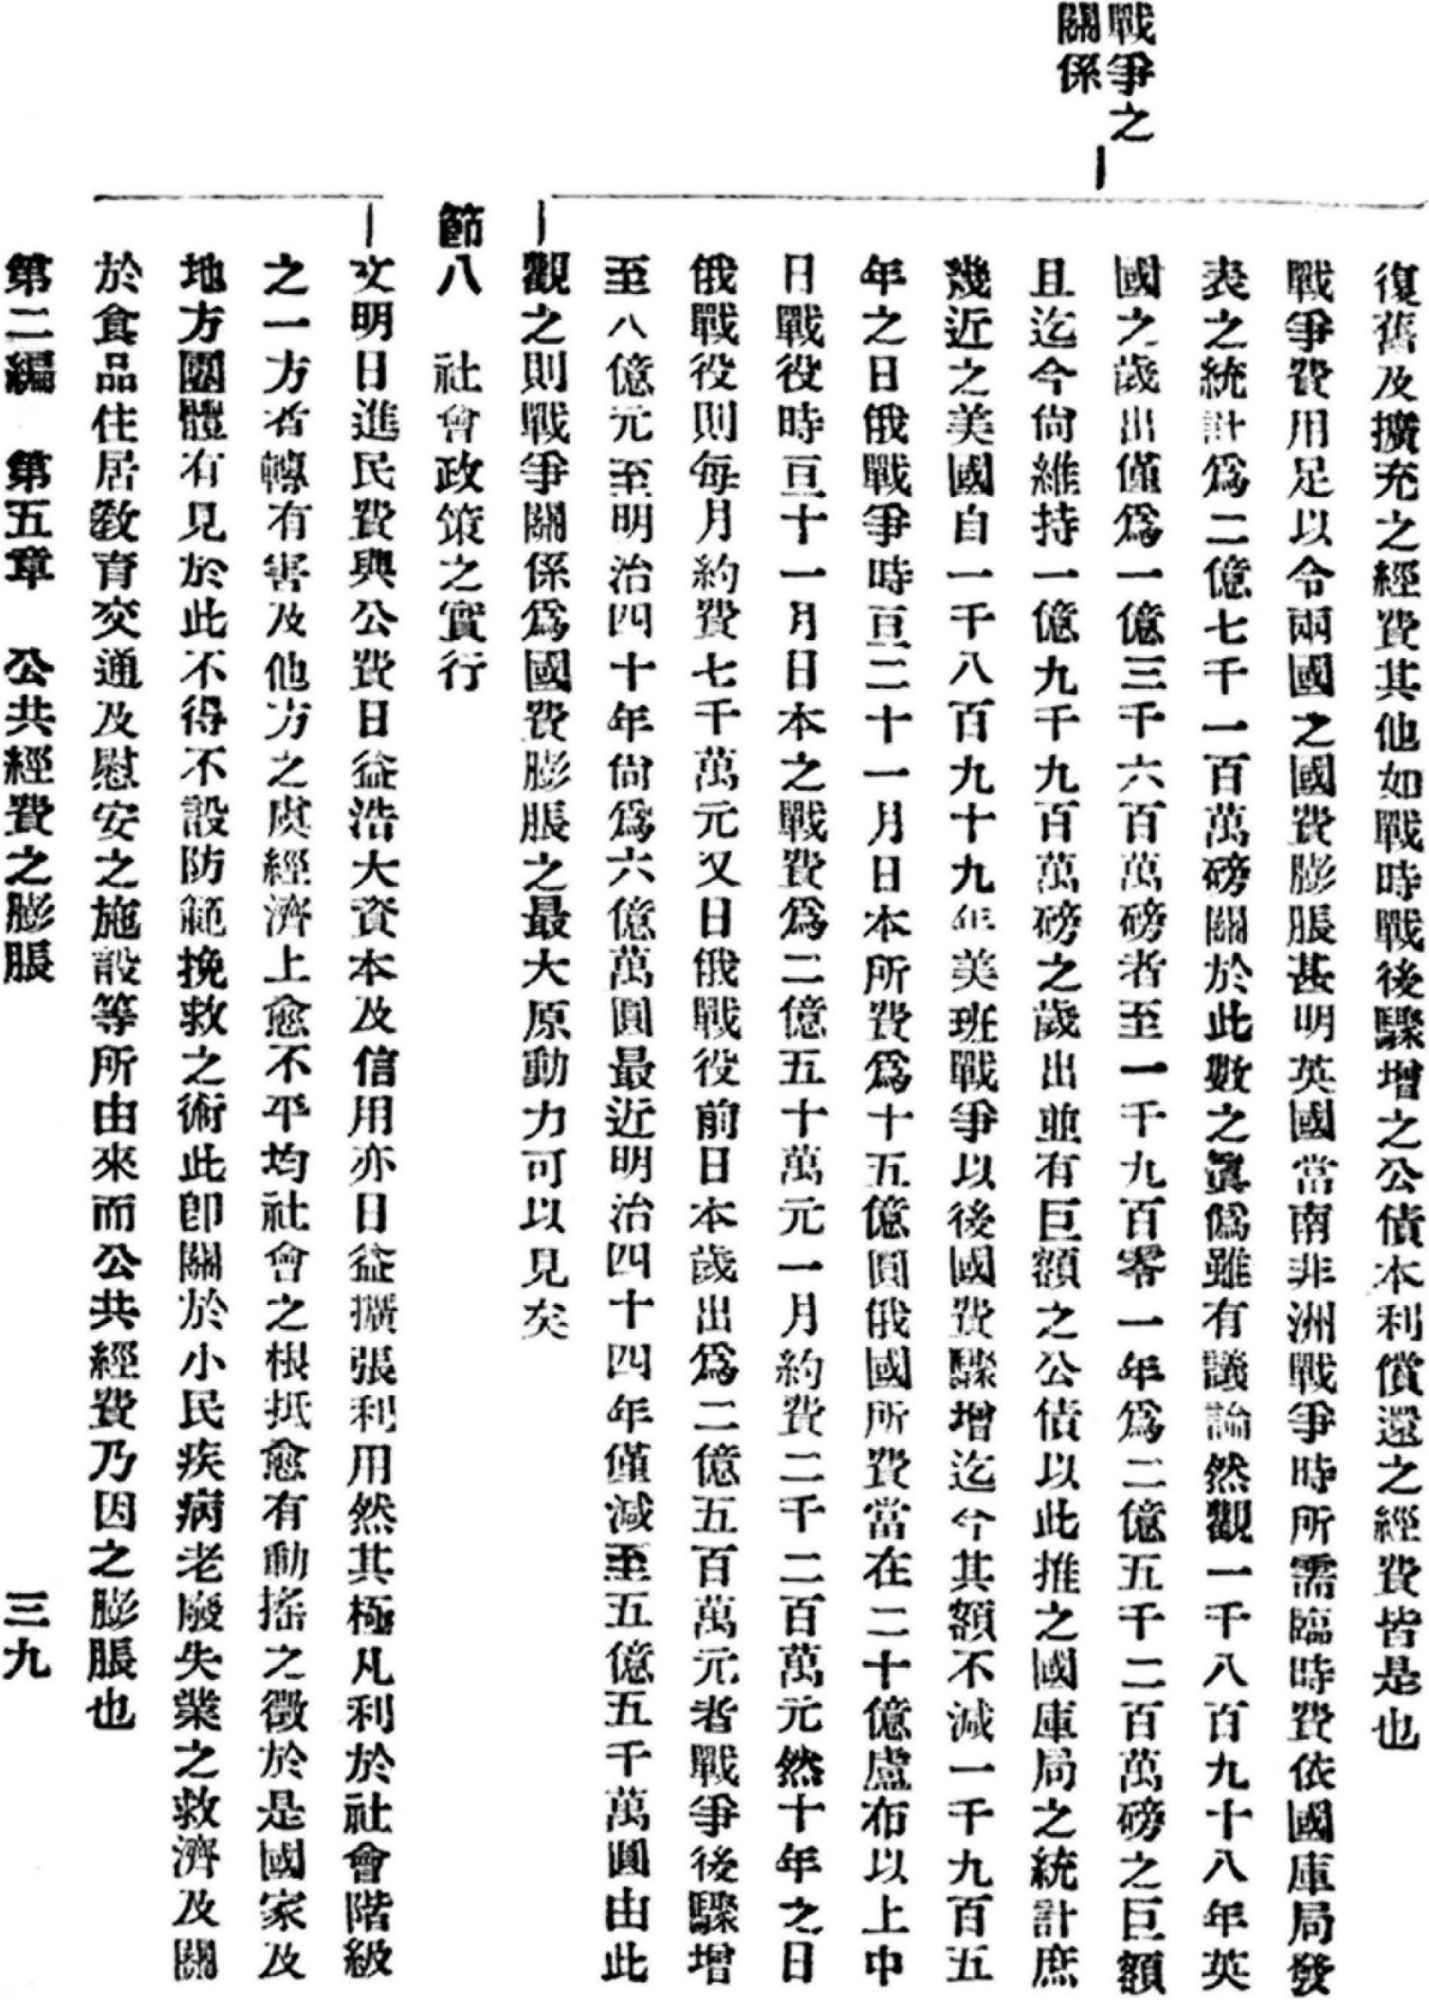 戰爭之
關係
復舊及擴充之經費其他如戰時戰後驟增之公債本利償還之經費皆是也
戰爭費用足以令兩國之國費膨脹甚明英國當南非洲戰爭時所需臨時費依國庫局發
表之統計爲二億七千一百萬磅關於此數之眞僞雖有議論然觀一千八百九十八年英
國之歲出僅爲一億三千六百萬磅者至一千九百零一年爲二億五千二百萬磅之巨額
且迄今尙維持一億九千九百萬磅之歲出並有巨額之公債以此推之國庫局之統計庶
幾近之美國自一千八百九十九年美班戰爭以後國費驟增迄今其額不減一千九百五
年之日俄戰爭時亘二十一月日本所費爲十五億圓俄國所費當在二十億盧布以上中
日戰役時亘十一月日本之戰費爲二億五十萬元一月約費二千二百萬元然十年之日
俄戰役則每月約費七千萬元又日俄戰役前日本歲出爲二億五百萬元者戰爭後驟增
至八億元至明治四十年尙爲六億萬圓最近明治四十四年僅減至五億五千萬圓由此
觀之則戰爭關係爲國費膨脹之最大原動力可以見矣
節八　社會政策之實行
文明日進民費與公費日益浩大資本及信用亦日益擴張利用然其極凡利於社會階級
之一方者轉有害及他方之虞經濟上愈不平均社會之根抵愈有動搖之徵於是國家及
地方團體有見於此不得不設防範挽救之術此卽關於小民疾病老廢失業之救濟及關
於食品住居敎育交通及慰安之施設等所由來而公共經費乃因之膨脹也
第二編　第五章　公共經費之膨脹　三九